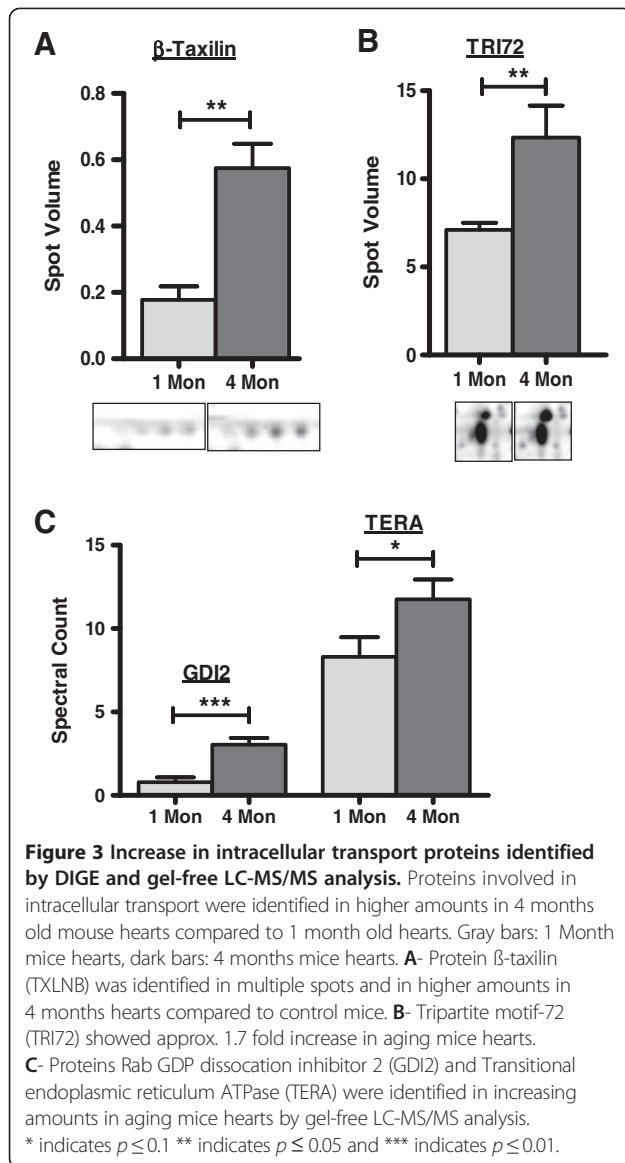 A
β-Taxilin
**
Spot Volume
0.8
0.6
0.4
0.2
0.0
1 Mon 4 Mon
B
TRI72
**
Spot Volume
15
10
5
0
1 Mon 4 Mon
C
TERA
*
GDI2
***
Spectral Count
15
10
5
0
1 Mon 4 Mon 1 Mon 4 Mon
Figure 3 Increase in intracellular transport proteins identified
by DIGE and gel-free LC-MS/MS analysis. Proteins involved in
intracellular transport were identified in higher amounts in 4 months
old mouse hearts compared to 1 month old hearts. Gray bars: 1 Month
mice hearts, dark bars: 4 months mice hearts. A- Protein ß-taxilin
(TXLNB) was identified in multiple spots and in higher amounts in
4 months hearts compared to control mice. B- Tripartite motif-72
(TRI72) showed approx. 1.7 fold increase in aging mice hearts.
C- Proteins Rab GDP dissocation inhibitor 2 (GDI2) and Transitional
endoplasmic reticulum ATPase (TERA) were identified in increasing
amounts in aging mice hearts by gel-free LC-MS/MS analysis.
* indicates p ≤ 0.1 ** indicates p ≤ 0.05 and *** indicates p ≤ 0.01.